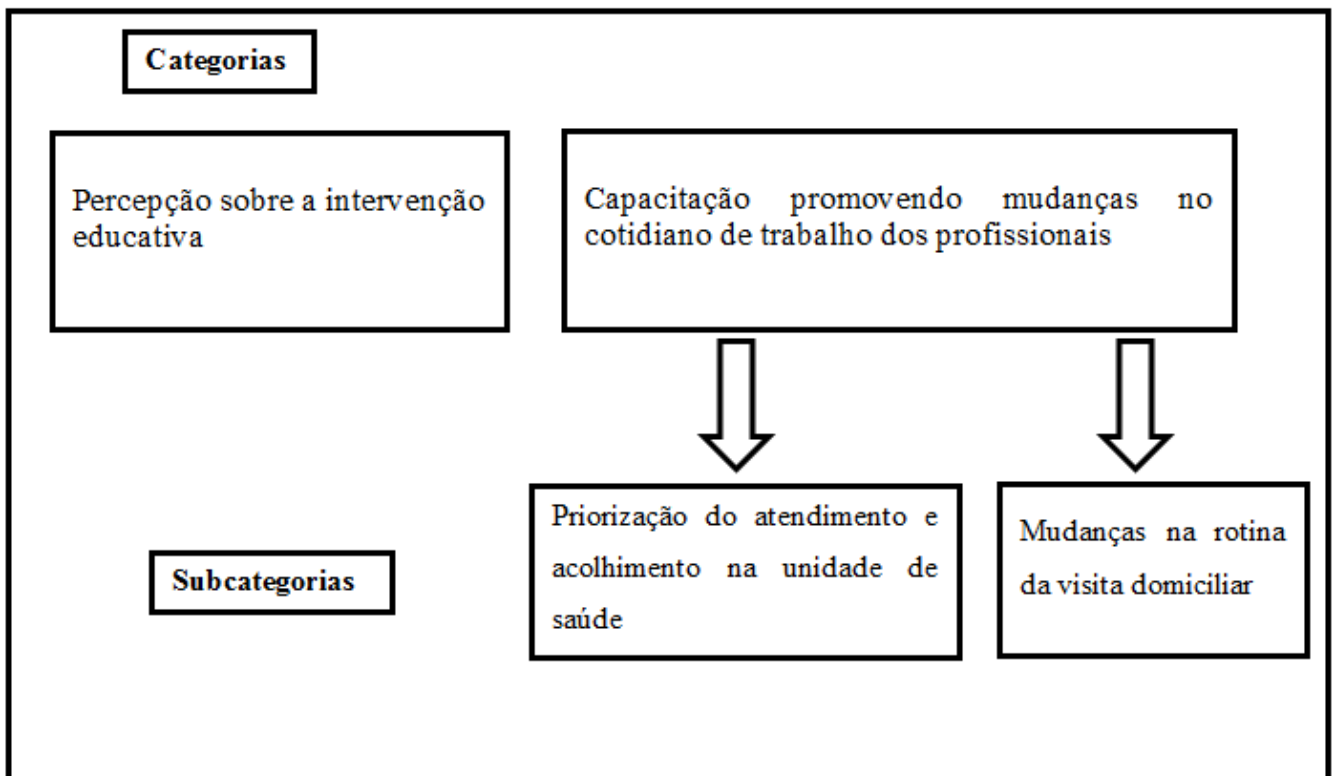 Categorias
Percepção sobre a intervenção
educativa
Capacitação promovendo mudanças no
cotidiano de trabalho dos profissionais
Subcategorias
Priorização do atendimento e
acolhimento na unidade de
saúde
Mudanças na rotina
da visita domiciliar